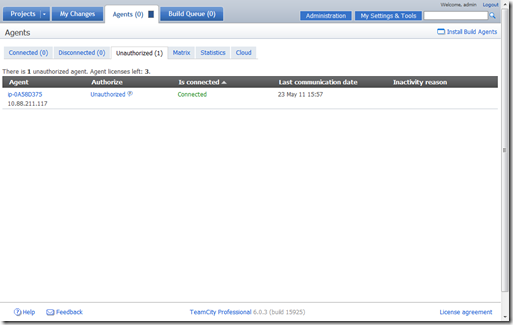 Welcome, admin Logout
Projects My Changes Agents (0) Build Queue (0) Administration My Settings & Tools
Agents
Install Build Agents
Connected (0) Disconnected (0) Unauthorized (1) Matrix Statistics Cloud
There is 1 unauthorized agent. Agent licenses left: 3.
Agent Authorize Is connected Last communication date Inactivity reason
ip-0A58D375 Unauthorized Connected 23 May 11 15:57
10.88.211.117
Help Feedback TeamCity Professional 6.0.3 (build 15925) License agreement